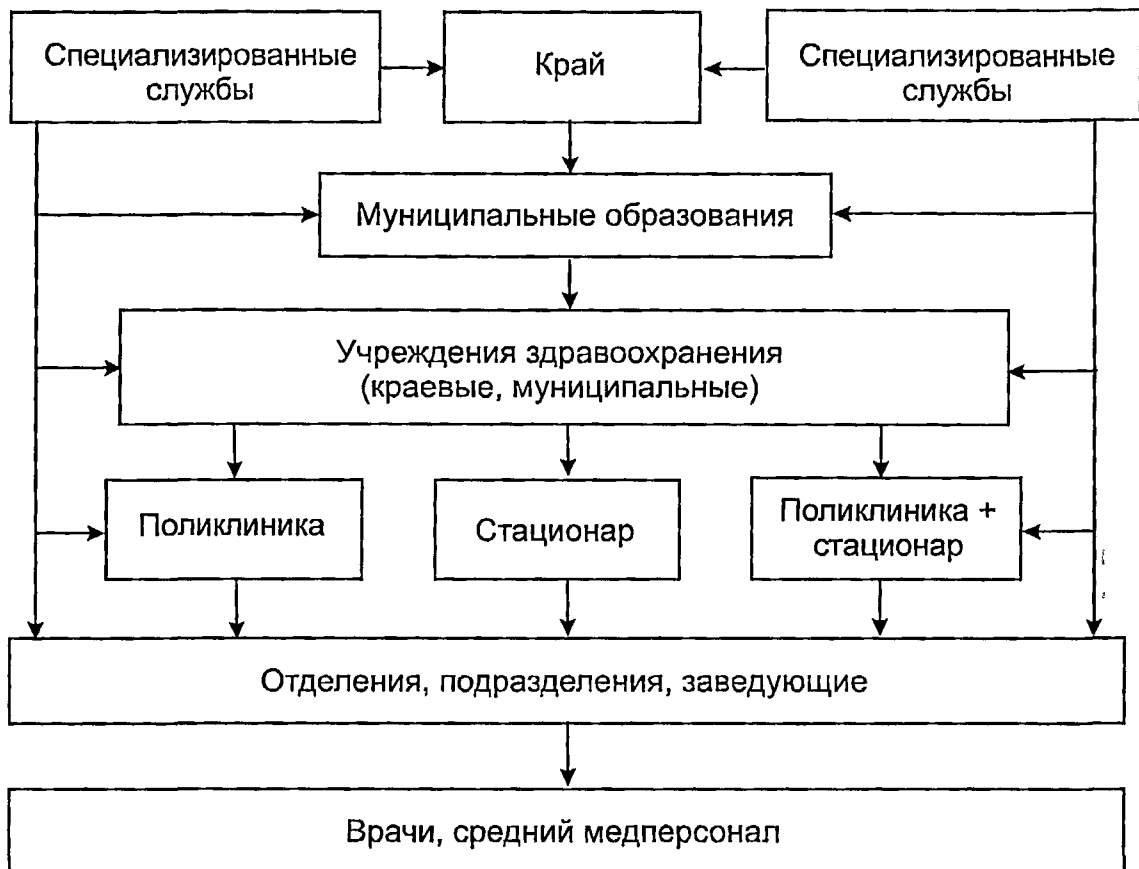 Специализированные
службы
Край
Специализированные
службы
Муниципальные образования
Учреждения здравоохранения
(краевые, муниципальные)
Поликлиника
Стационар
Поликлиника +
стационар
Отделения, подразделения, заведующие
Врачи, средний медперсонал